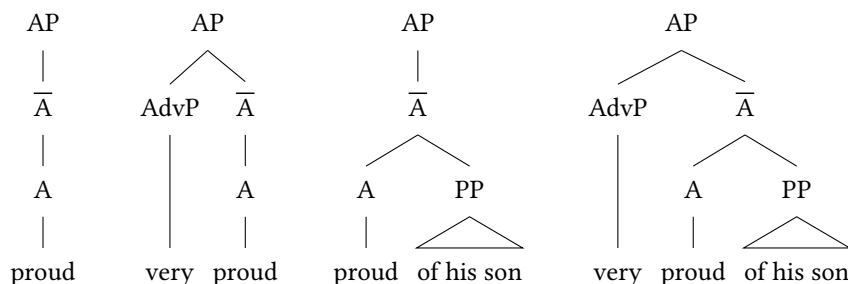 AP AP AP AP
A̅ AdvP A̅ A̅ AdvP A̅
A A A PP A PP
proud very proud proud of his son very proud of his son